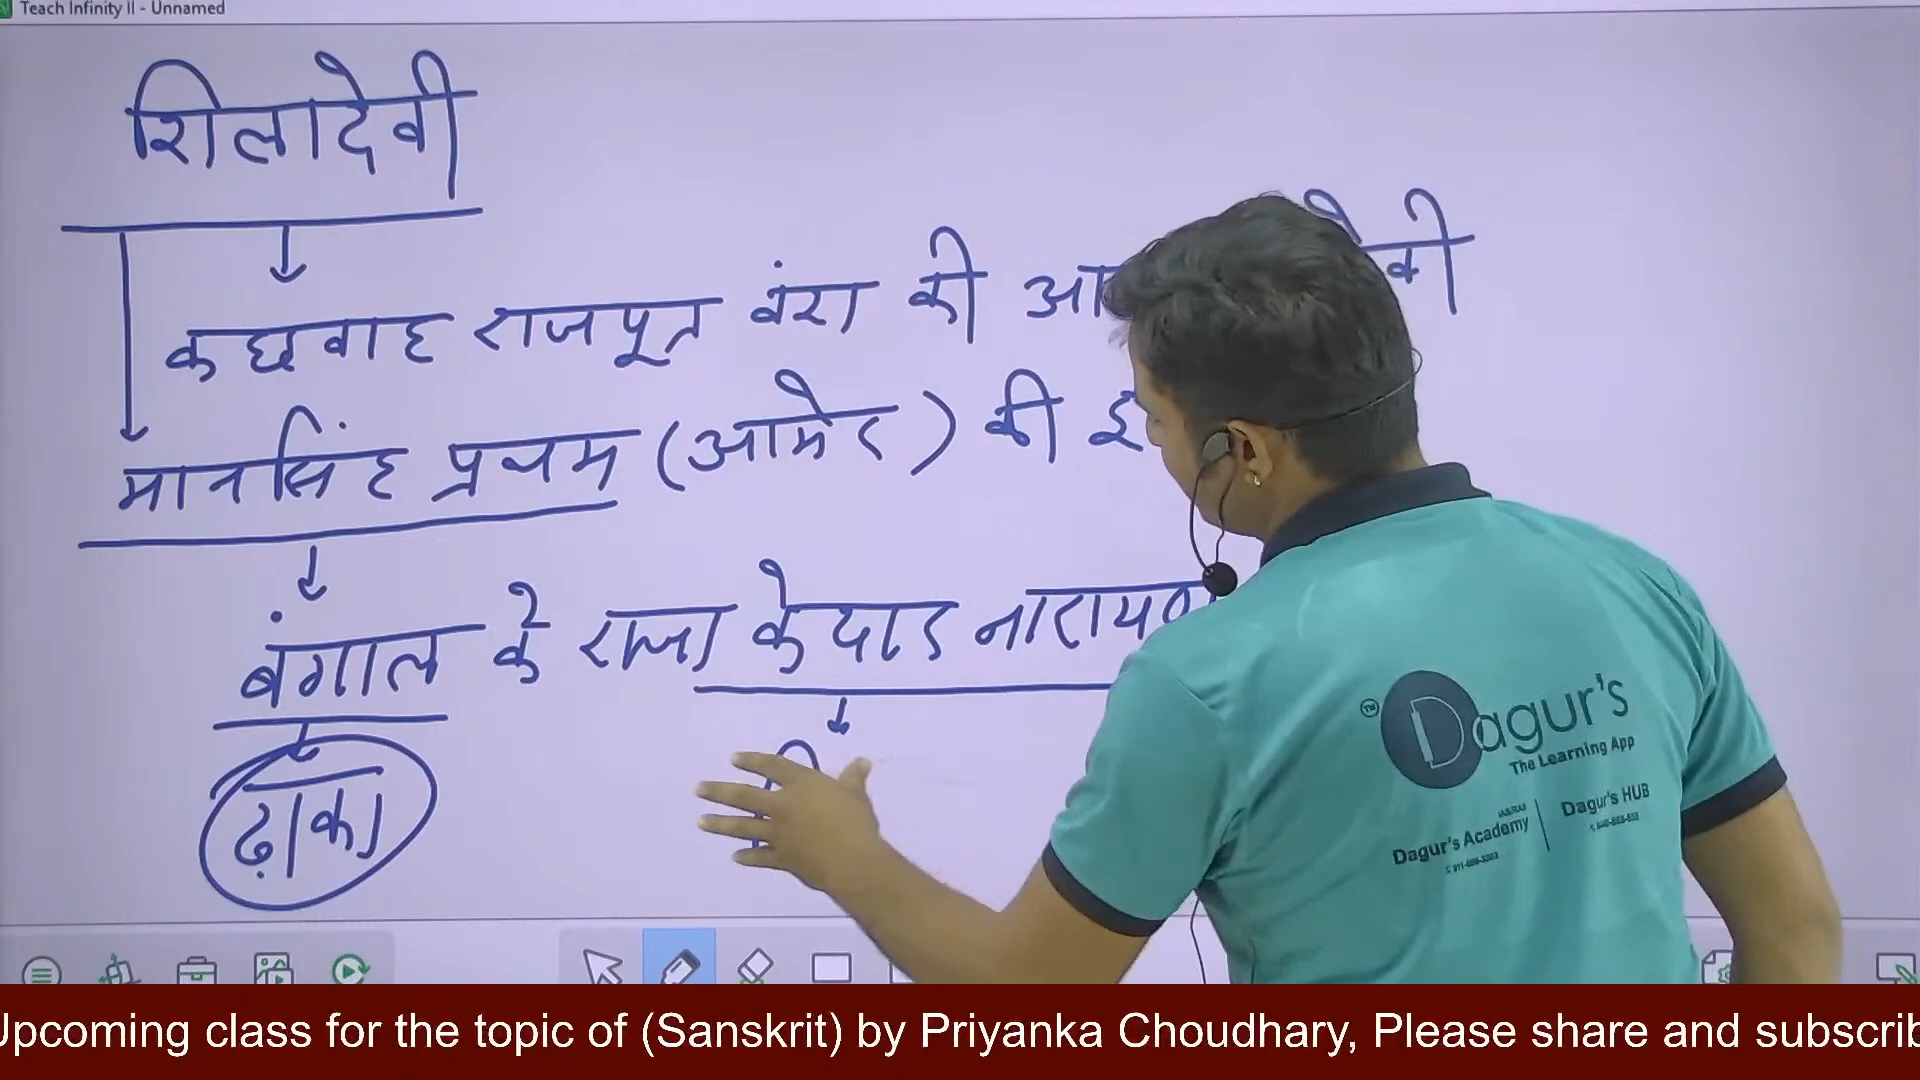 Teach Infinity II - Unnamed
शिलादेवी
कछवाह राजपूत वंश की
मानसिंह प्रथम (आमेर) की
बंगाल के राजा केदार नारायण
ढ़ाका
Dagur's
The Learning App
Dagur's Academy
Dagur's HUB
Upcoming class for the topic of (Sanskrit) by Priyanka Choudhary, Please share and subscrib